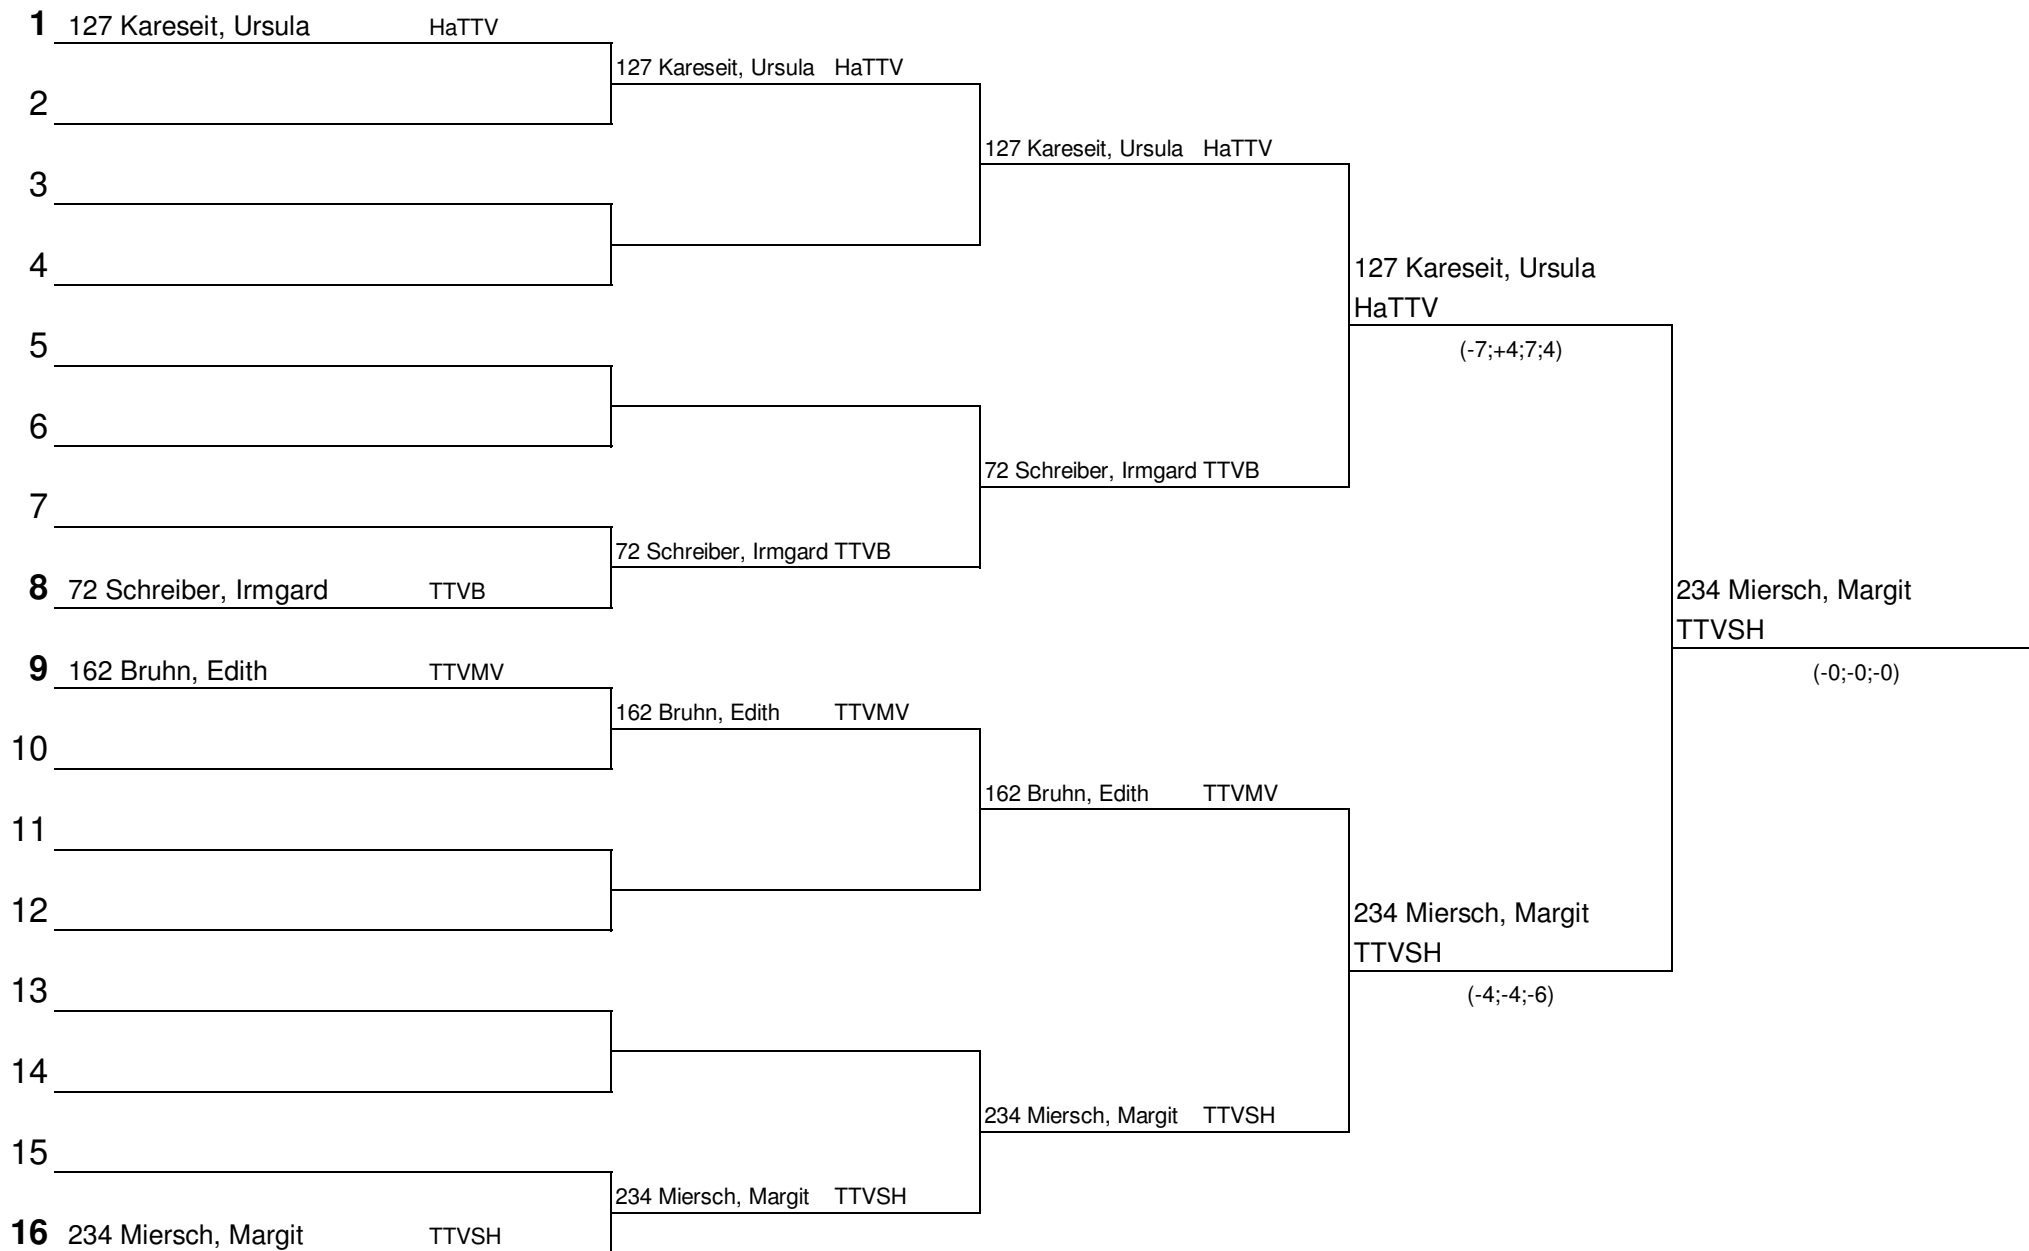 1 127 Kareseit, Ursula HaTTV
127 Kareseit, Ursula HaTTV
2
127 Kareseit, Ursula HaTTV
3
4
127 Kareseit, Ursula
HaTTV
5
(-7;+4;7;4)
6
72 Schreiber, Irmgard TTVB
7
72 Schreiber, Irmgard TTVB
8 72 Schreiber, Irmgard TTVB
234 Miersch, Margit
TTVSH
9 162 Bruhn, Edith TTVMV
(-0;-0;-0)
162 Bruhn, Edith TTVMV
10
162 Bruhn, Edith TTVMV
11
12
234 Miersch, Margit
TTVSH
13
(-4;-4;-6)
14
234 Miersch, Margit TTVSH
15
234 Miersch, Margit TTVSH
16 234 Miersch, Margit TTVSH